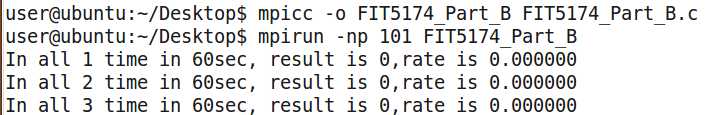 user@ubuntu:~/Desktop$ mpicc -o FIT5174_Part_B FIT5174_Part_B.c
user@ubuntu:~/Desktop$ mpirun -np 101 FIT5174_Part_B
In all 1 time in 60sec, result is 0,rate is 0.000000
In all 2 time in 60sec, result is 0,rate is 0.000000
In all 3 time in 60sec, result is 0,rate is 0.000000